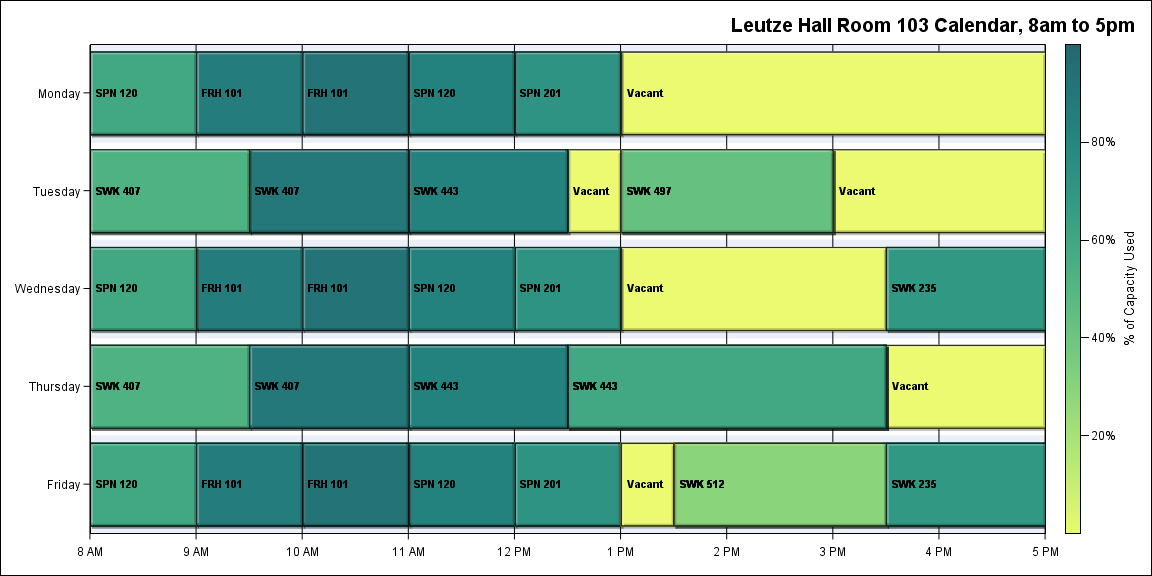 Leutze Hall Room 103 Calendar, 8am to 5pm
Monday
SPN 120
FRH 101
FRH 101
SPN 120
SPN 201
Vacant
Tuesday
SWK 407
SWK 407
SWK 443
Vacant
SWK 497
Vacant
Wednesday
SPN 120
FRH 101
FRH 101
SPN 120
SPN 201
Vacant
SWK 235
Thursday
SWK 407
SWK 407
SWK 443
SWK 443
Vacant
Friday
SPN 120
FRH 101
FRH 101
SPN 120
SPN 201
Vacant
SWK 512
SWK 235
8 AM
9 AM
10 AM
11 AM
12 PM
1 PM
2 PM
3 PM
4 PM
5 PM
80%
60%
40%
20%
% of Capacity Used